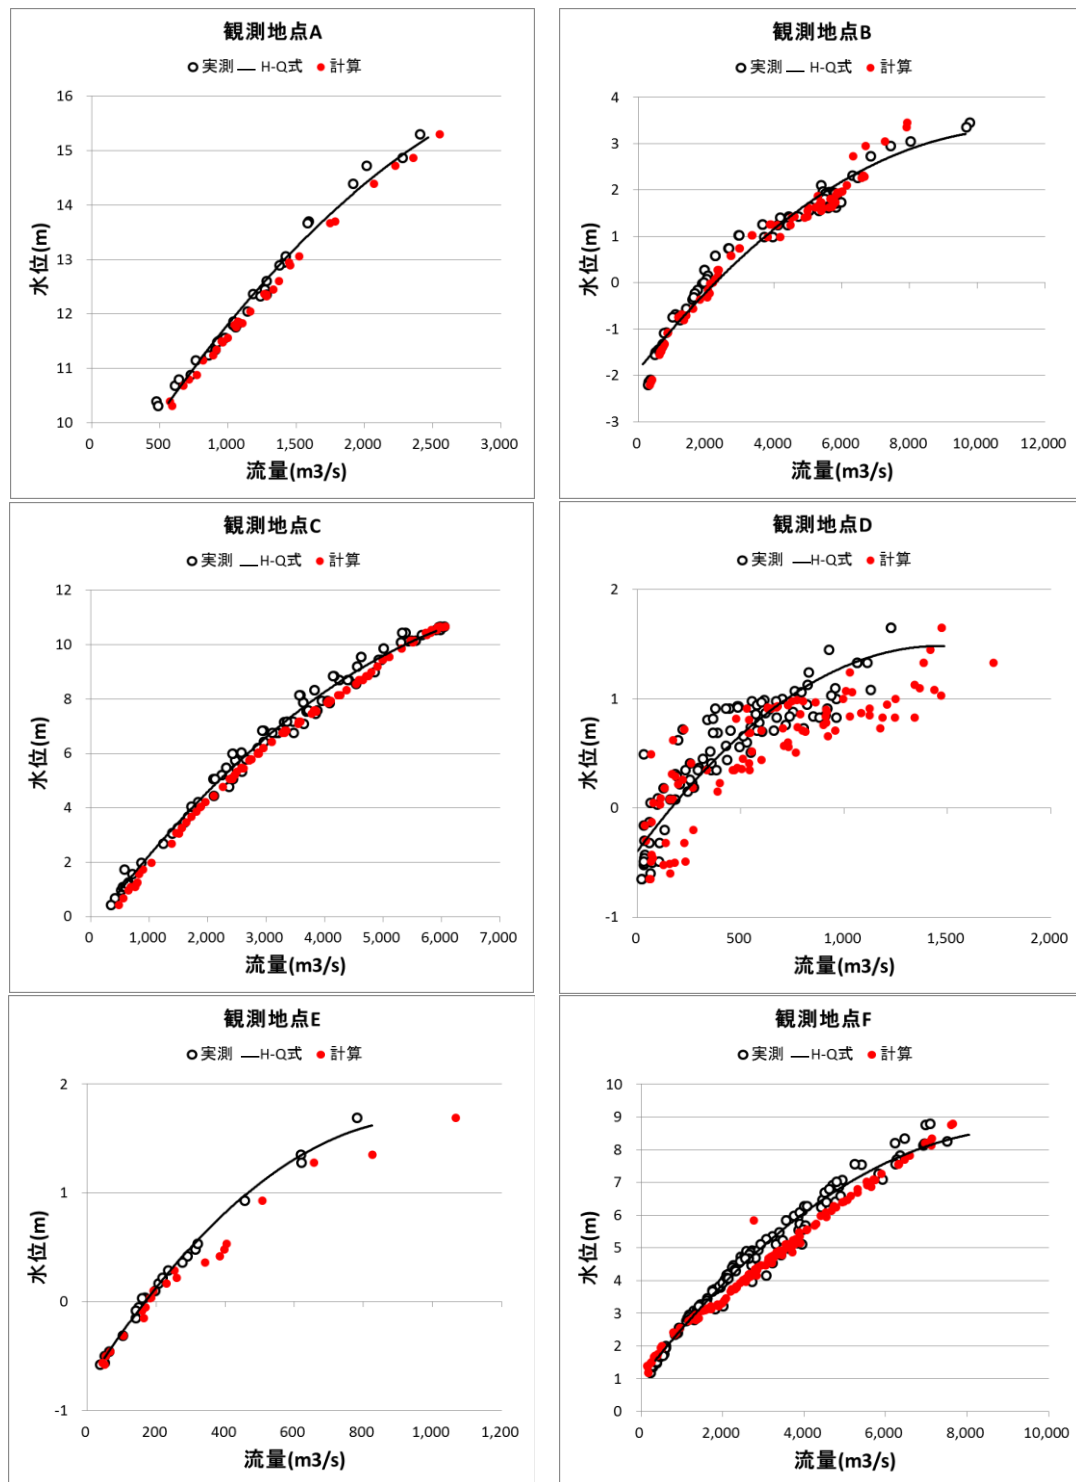 観測地点A
実測 H-Q式 計算
水位(m)
16
15
14
13
12
11
10
0 500 1,000 1,500 2,000 2,500 3,000
流量(m3/s)
観測地点B
実測 H-Q式 計算
水位(m)
4
3
2
1
0
-1
-2
-3
0 2,000 4,000 6,000 8,000 10,000 12,000
流量(m3/s)
観測地点C
実測 H-Q式 計算
水位(m)
12
10
8
6
4
2
0
0 1,000 2,000 3,000 4,000 5,000 6,000 7,000
流量(m3/s)
観測地点D
実測 H-Q式 計算
水位(m)
2
1
0
-1
0 500 1,000 1,500 2,000
流量(m3/s)
観測地点E
実測 H-Q式 計算
水位(m)
2
1
0
-1
0 200 400 600 800 1,000 1,200
流量(m3/s)
観測地点F
実測 H-Q式 計算
水位(m)
10
9
8
7
6
5
4
3
2
1
0
0 2,000 4,000 6,000 8,000 10,000
流量(m3/s)